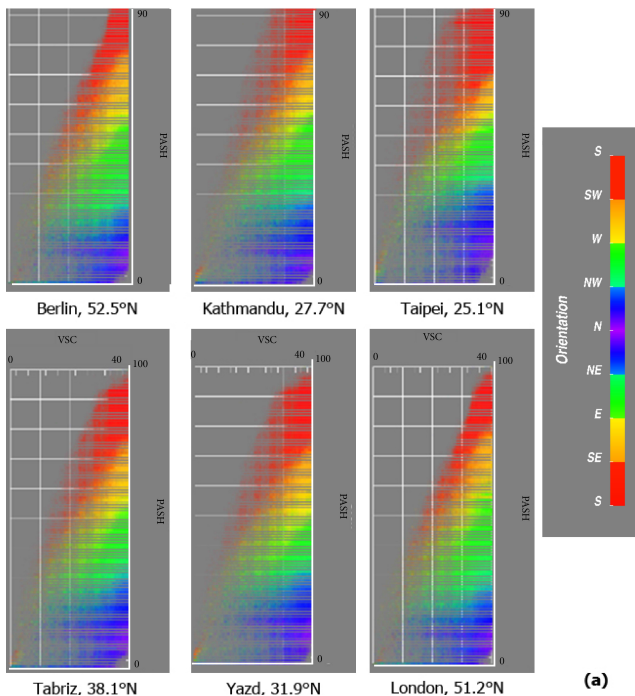 90
90
90
PASH
PASH
PASH
0
0
0
Berlin, 52.5°N
Kathmandu, 27.7°N
Taipei, 25.1°N
VSC
VSC
VSC
0
40
100
0
40
100
0
40
100
PASH
PASH
PASH
0
0
0
Tabriz, 38.1°N
Yazd, 31.9°N
London, 51.2°N
Orientation
S
SW
W
NW
N
NE
E
SE
S
(a)